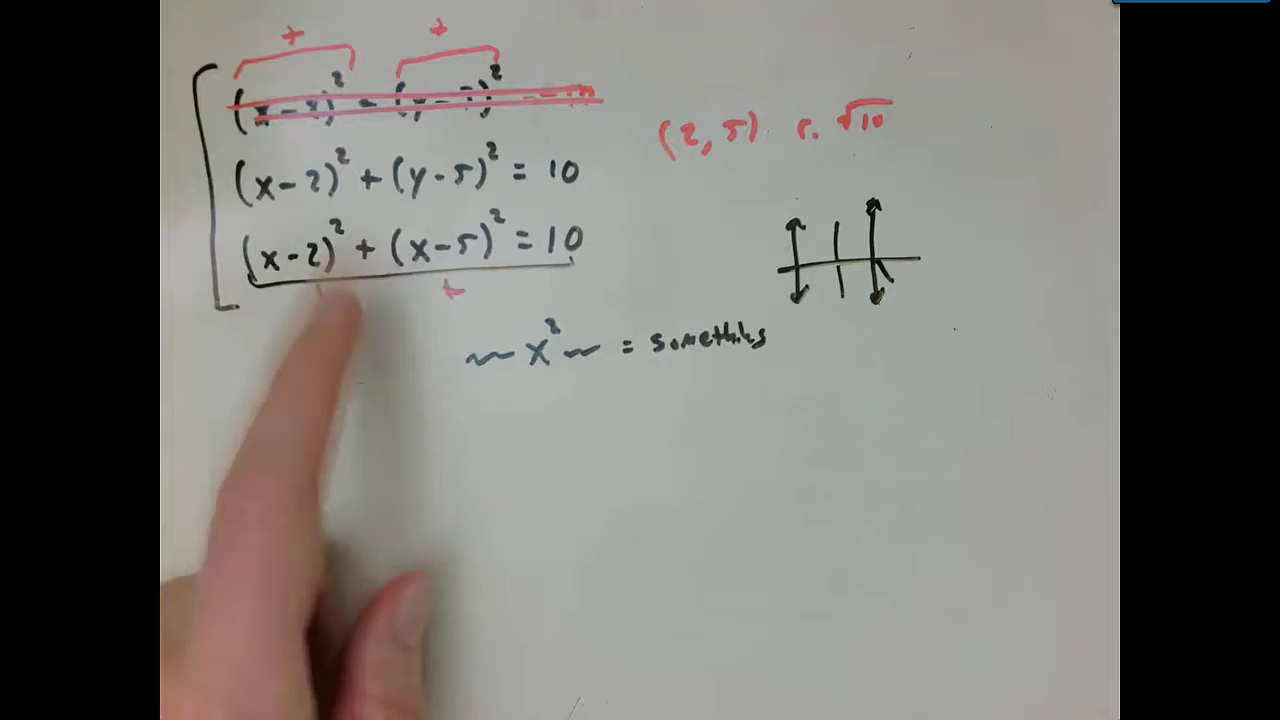 + +
(x-2)² + (y-5)² = 10
(2, 5) r. √10
(x-2)² + (x-5)² = 10
+
x² = something